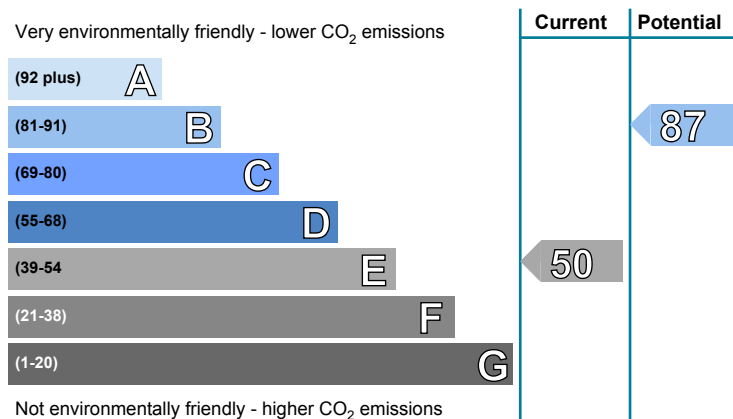 Current Potential
Very environmentally friendly - lower CO2 emissions
(92 plus) A
(81-91) B 87
(69-80) C
(55-68) D
(39-54 E 50
(21-38) F
(1-20) G
Not environmentally friendly - higher CO2 emissions